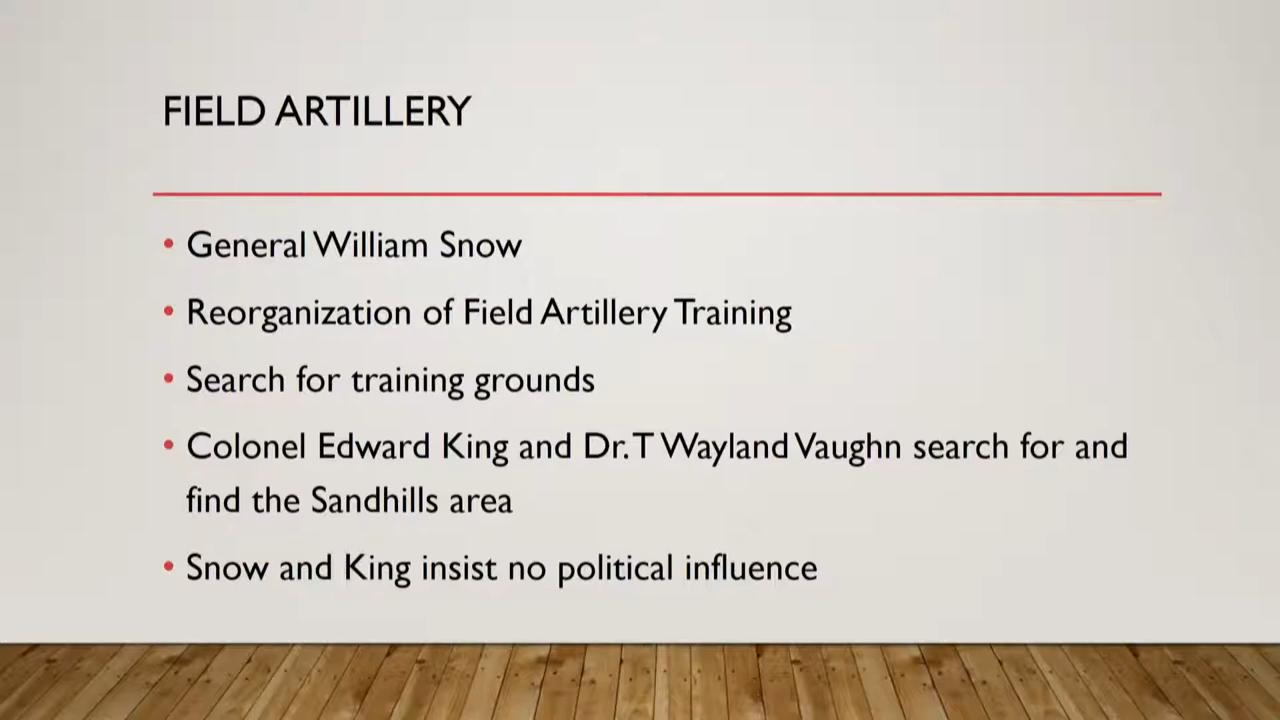 FIELD ARTILLERY
• General William Snow
• Reorganization of Field Artillery Training
• Search for training grounds
• Colonel Edward King and Dr. T Wayland Vaughn search for and
find the Sandhills area
• Snow and King insist no political influence